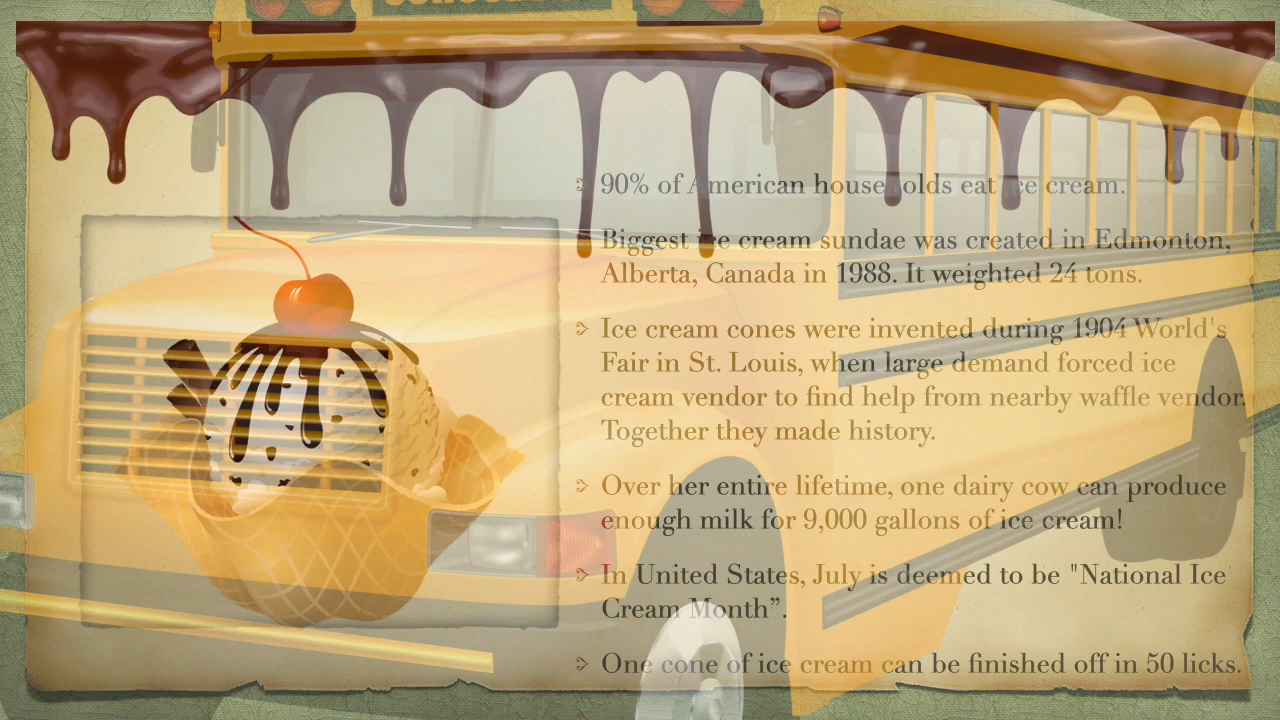 90% of American households eat ice cream.
Biggest ice cream sundae was created in Edmonton,
Alberta, Canada in 1988. It weighted 24 tons.
Ice cream cones were invented during 1904 World's
Fair in St. Louis, when large demand forced ice
cream vendor to find help from nearby waffle vendor.
Together they made history.
Over her entire lifetime, one dairy cow can produce
enough milk for 9,000 gallons of ice cream!
In United States, July is deemed to be "National Ice
Cream Month”.
One cone of ice cream can be finished off in 50 licks.